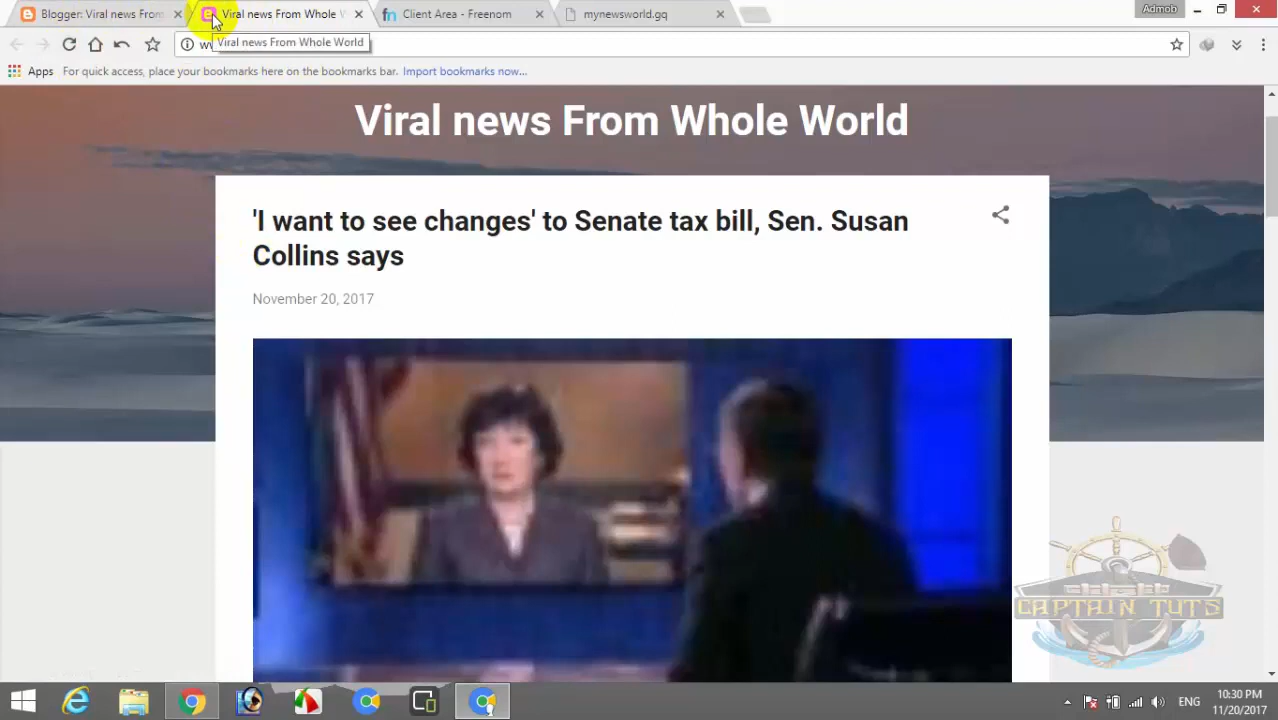 Blogger: Viral news From
Viral news From Whole W
Client Area - Freenom
mynewsworld.gq
Admob
Viral news From Whole World
Apps
For quick access, place your bookmarks here on the bookmarks bar. Import bookmarks now...
Viral news From Whole World
'I want to see changes' to Senate tax bill, Sen. Susan
Collins says
November 20, 2017
CAPTAIN TUTS
ENG
10:30 PM
11/20/2017